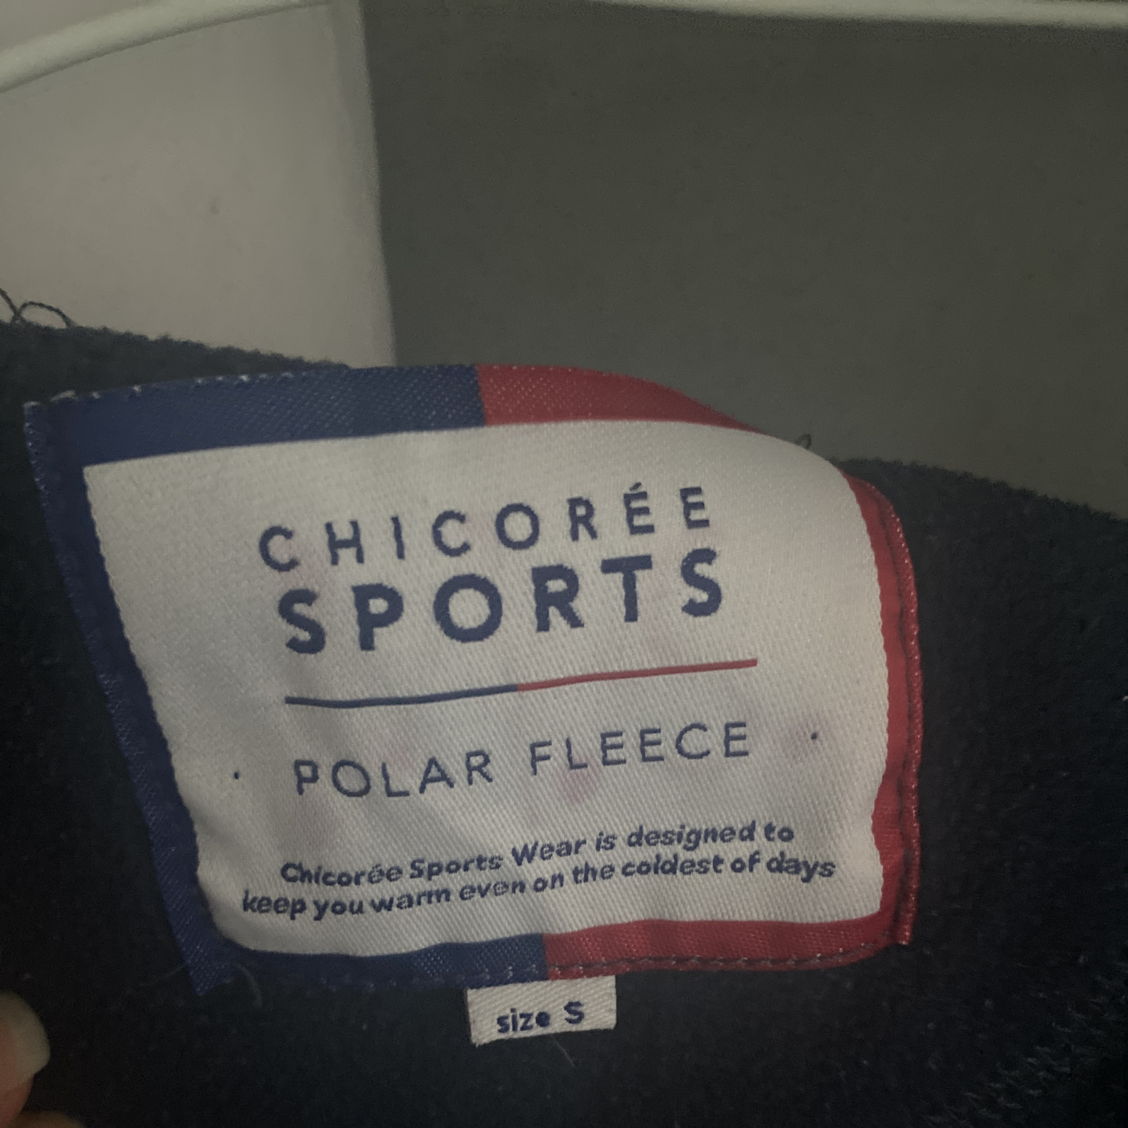 CHICORÉE
SPORTS
POLAR FLEECE
Chicorée Sports Wear is designed to
keep you warm even on the coldest of days
size S